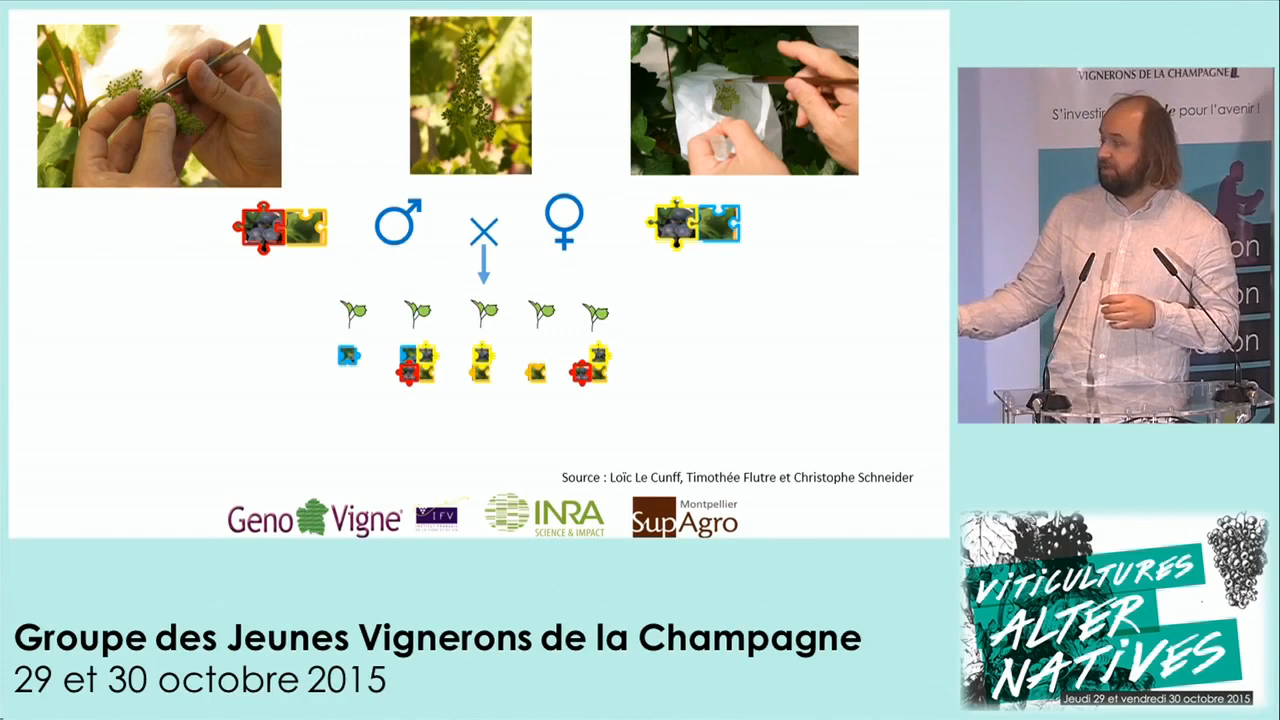 VIGNERONS DE LA CHAMPAGNE
pour l'avenir !
Source : Loïc Le Cunff, Timothée Flutre et Christophe Schneider
Geno Vigne
IFV
INRA
SCIENCE & IMPACT
Montpellier
SupAgro
Groupe des Jeunes Vignerons de la Champagne
29 et 30 octobre 2015
VITICULTURES
ALTER
NATIVES
Jeudi 29 et vendredi 30 octobre 2015